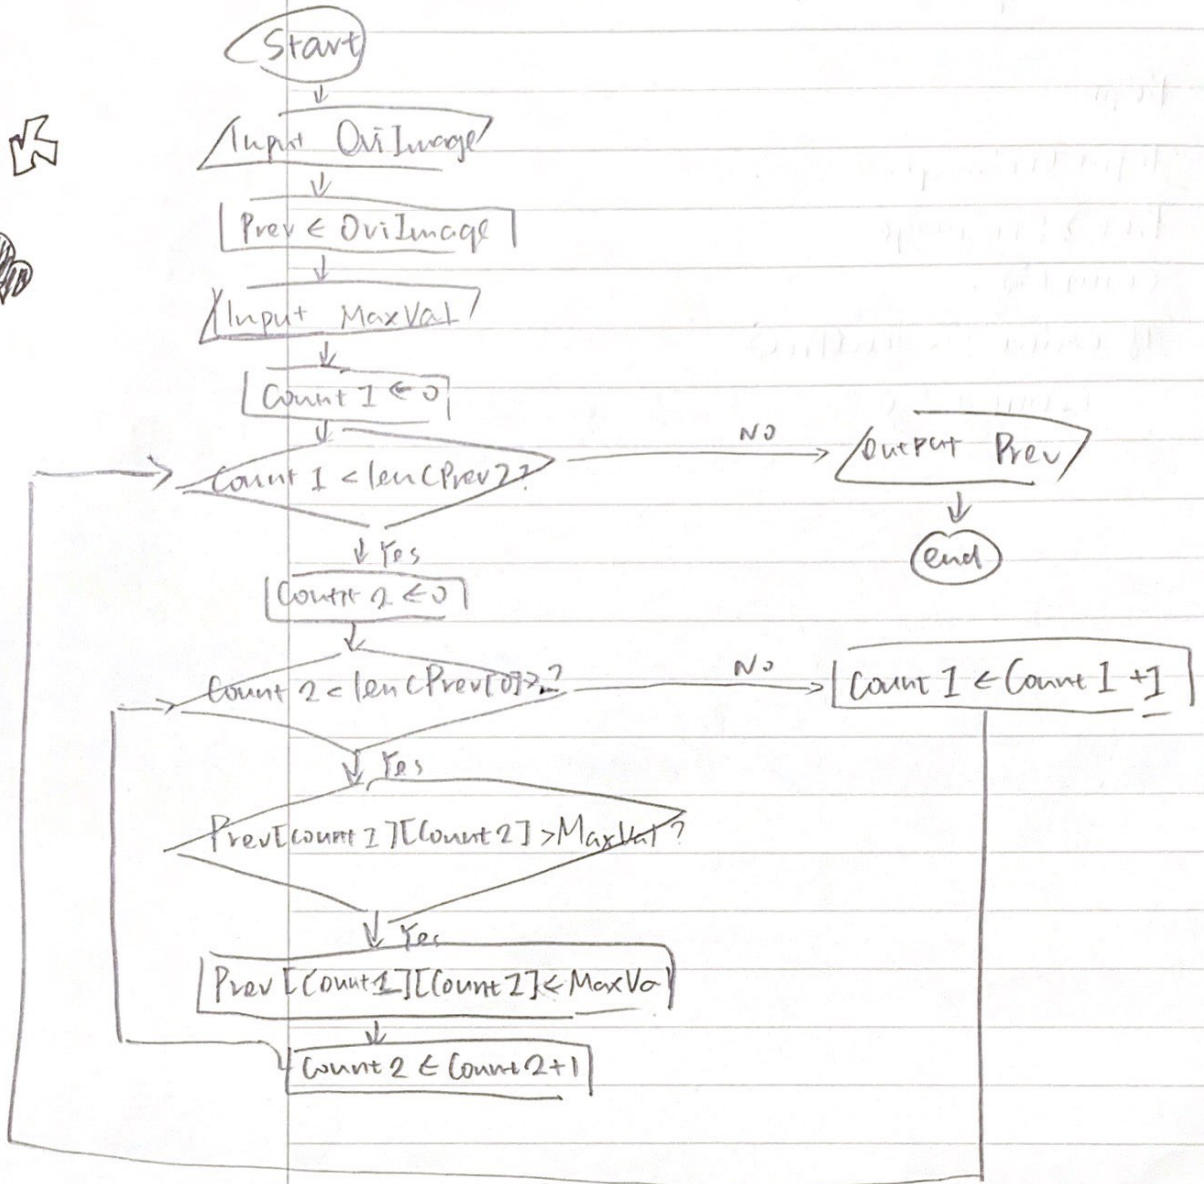 Start
Input OriImage
Prev ← OriImage
Input MaxVal
Count 1 ← 0
Count 1 < len(Prev)?
No
Output Prev
end
Yes
Count 2 ← 0
Count 2 < len(Prev[0])?
No
Count 1 ← Count 1 + 1
Yes
Prev[Count 1][Count 2] > MaxVal?
Yes
Prev[Count 1][Count 2] ← MaxVal
Count 2 ← Count 2 + 1